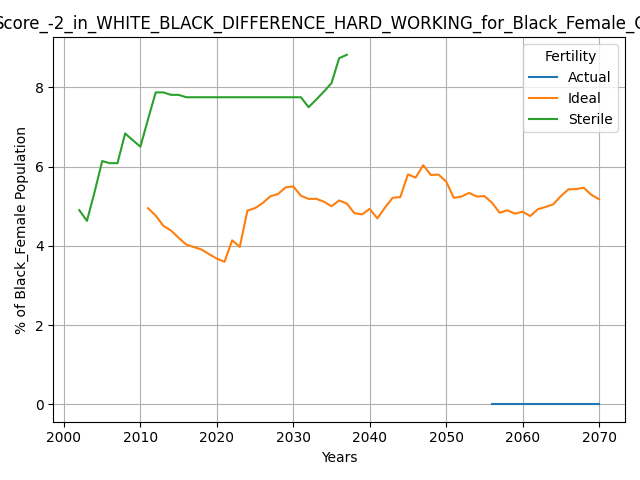 Score_-2_in_WHITE_BLACK_DIFFERENCE_HARD_WORKING_for_Black_Female_
Fertility
Actual
Ideal
Sterile
% of Black_Female Population
8
6
4
2
0
2000 2010 2020 2030 2040 2050 2060 2070
Years